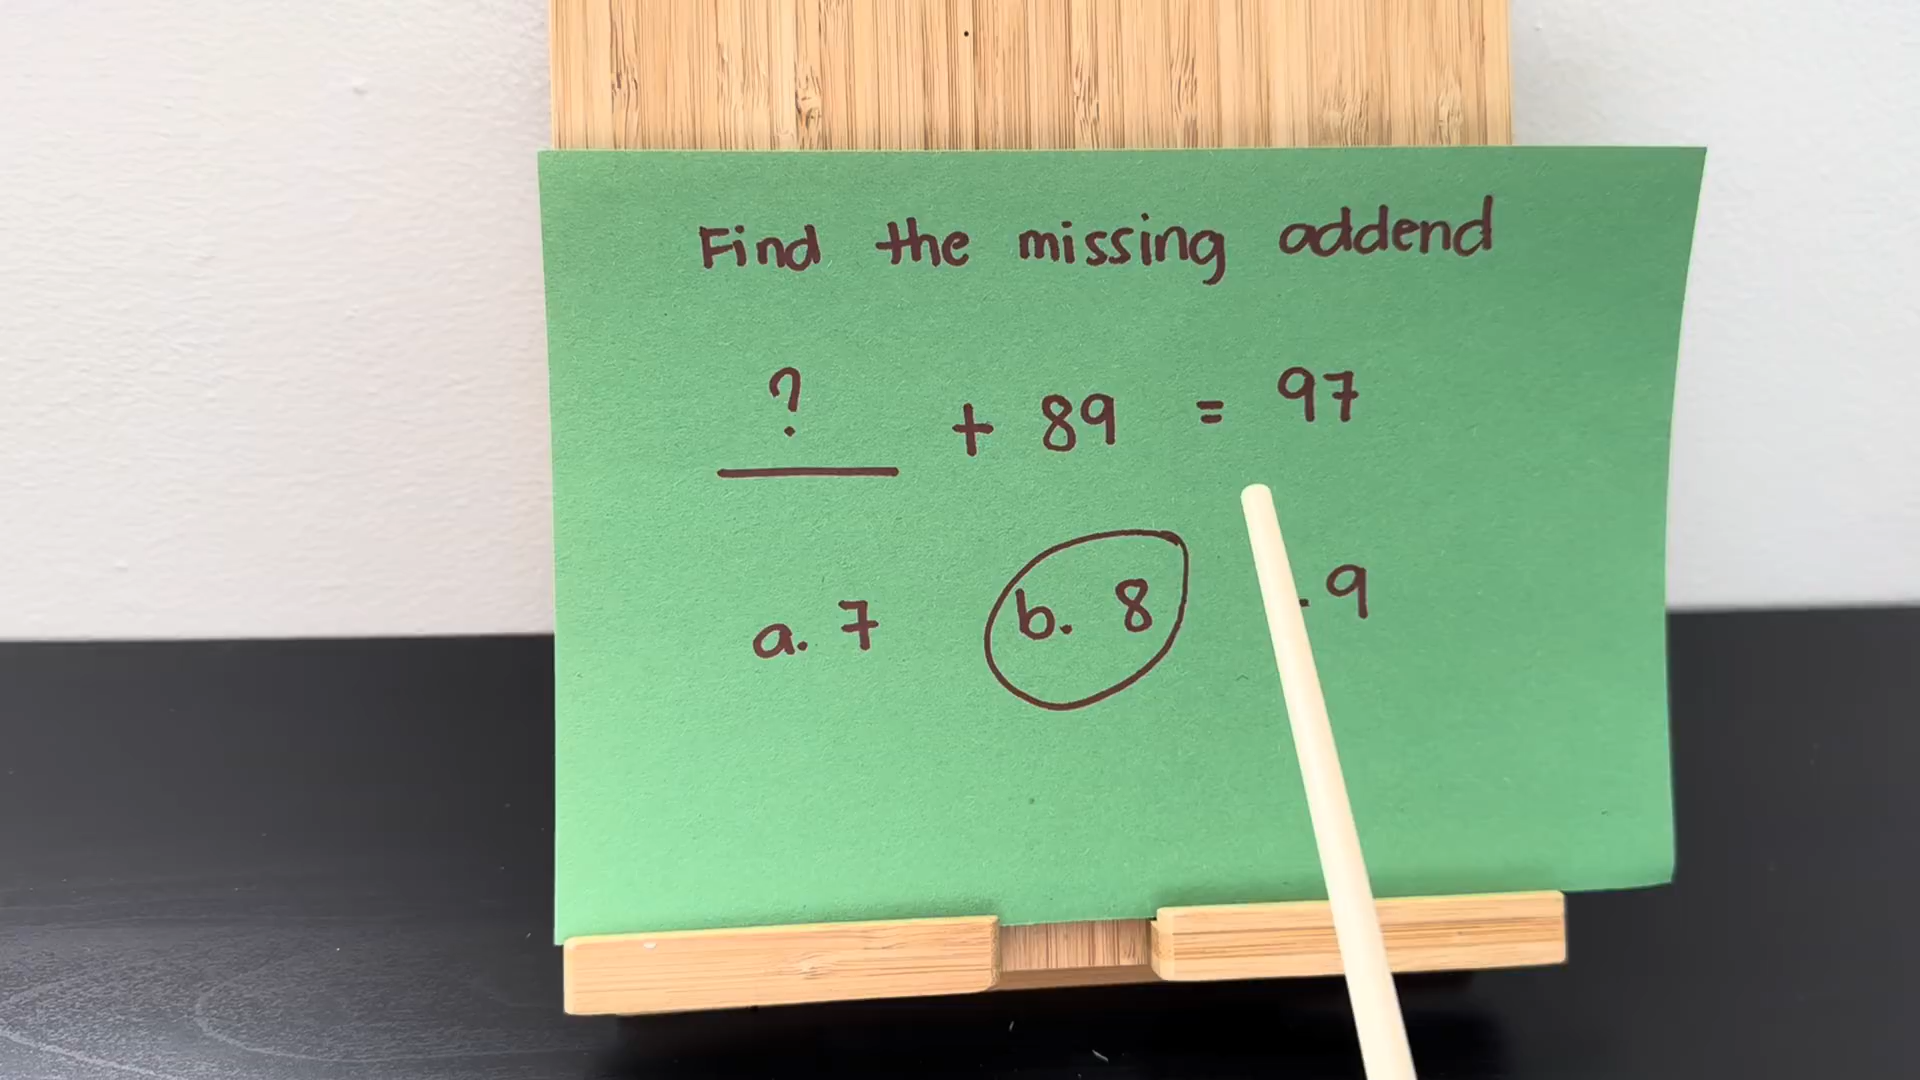 Find the missing addend
? + 89 = 97
a. 7 b. 8 . 9